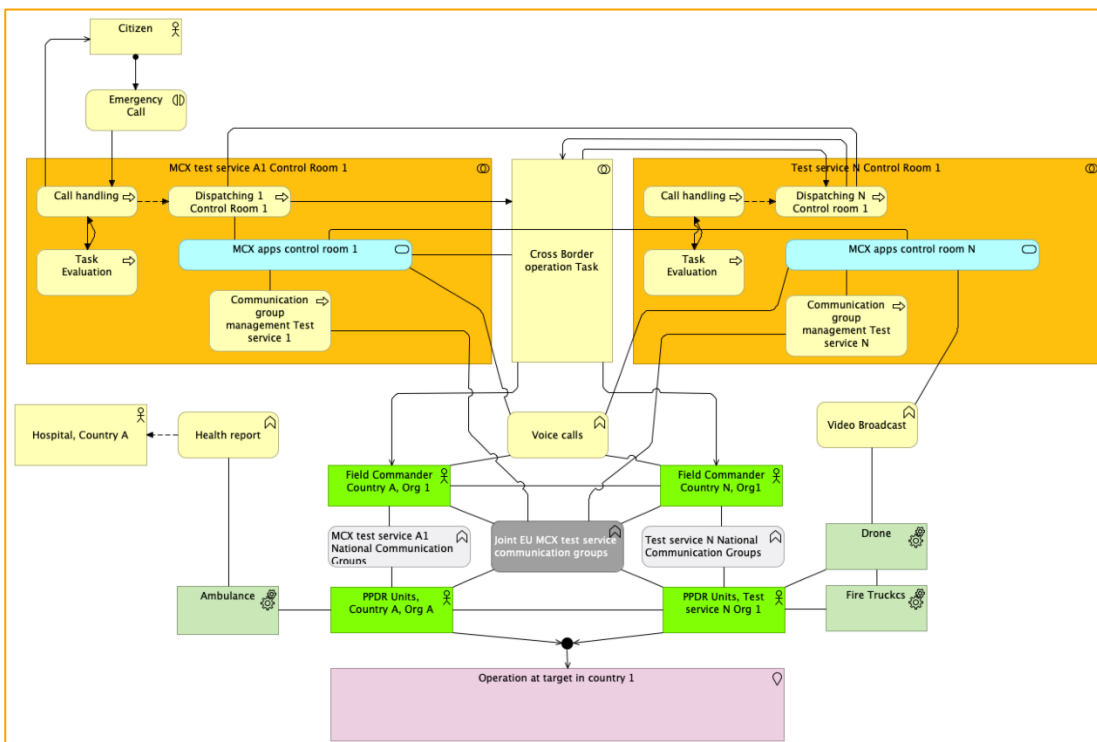 Citizen
Emergency
Call
MCX test service A1 Control Room 1
Test service N Control Room 1
Call handling
Dispatching 1
Control Room 1
Call handling
Dispatching N
Control room 1
MCX apps control room 1
MCX apps control room N
Task
Evaluation
Cross Border
operation Task
Task
Evaluation
Communication
group
management Test
service 1
Communication
group
management Test
service N
Hospital, Country A
Health report
Voice calls
Video Broadcast
Field Commander
Country A, Org 1
Field Commander
Country N, Org1
MCX test service A1
National Communication
Groups
Joint EU MCX test service
communication groups
Test service N National
Communication Groups
Drone
Ambulance
PPDR Units,
Country A, Org A
PPDR Units, Test
service N Org 1
Fire Truckcs
Operation at target in country 1